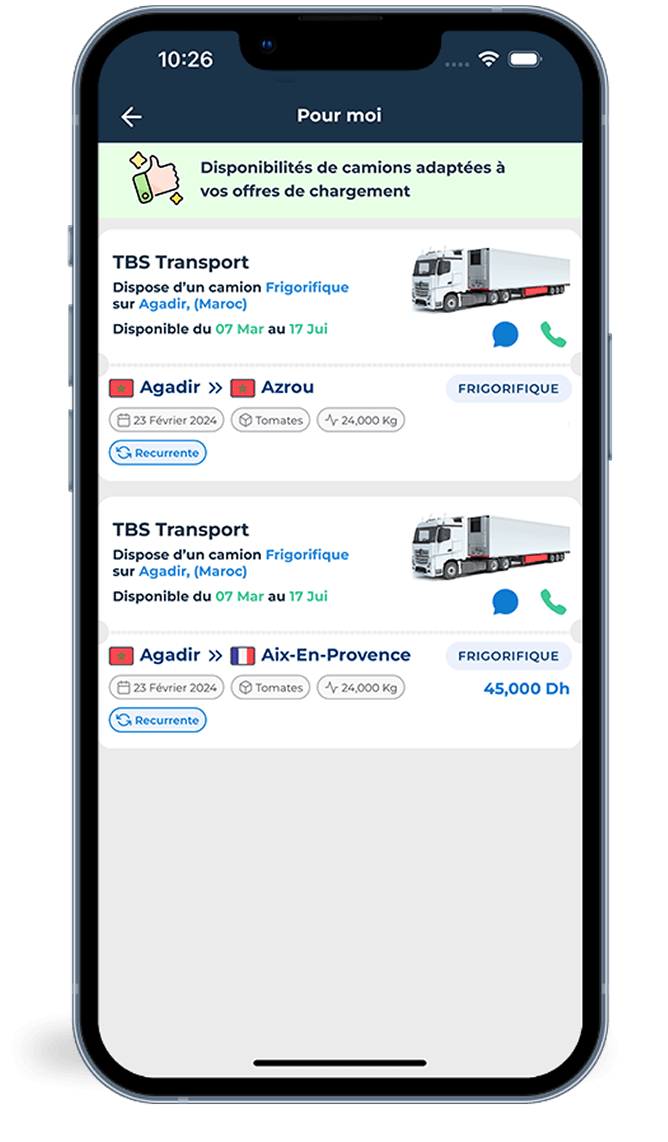 10:26
Pour moi
Disponibilités de camions adaptées à
vos offres de chargement
TBS Transport
Dispose d'un camion Frigorifique
sur Agadir, (Maroc)
Disponible du 07 Mar au 17 Jui
Agadir >> Azrou
FRIGORIFIQUE
23 Février 2024 Tomates 24,000 Kg
Recurrente
TBS Transport
Dispose d'un camion Frigorifique
sur Agadir, (Maroc)
Disponible du 07 Mar au 17 Jui
Agadir >> Aix-En-Provence
FRIGORIFIQUE
23 Février 2024 Tomates 24,000 Kg
45,000 Dh
Recurrente